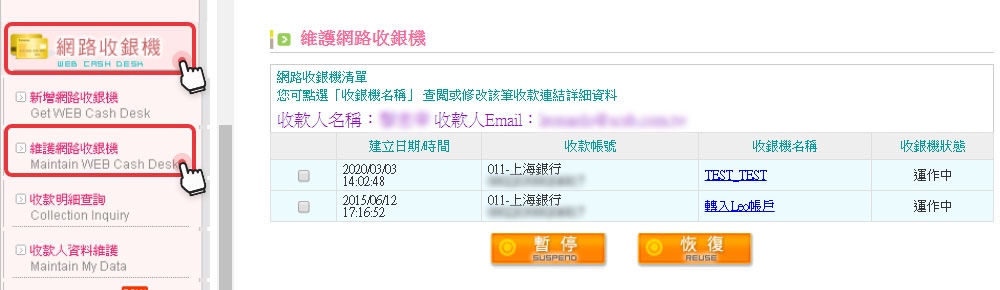 網路收銀機
WEB CASH DESK
新增網路收銀機
Get WEB Cash Desk
維護網路收銀機
Maintain WEB Cash Desk
收款明細查詢
Collection Inquiry
收款人資料維護
Maintain My Data
維護網路收銀機
網路收銀機清單
您可點選「收銀機名稱」 查閱或修改該筆收款連結詳細資料
收款人名稱： 收款人Email：
建立日期/時間 收款帳號 收銀機名稱 收銀機狀態
2020/03/03 14:02:48 011-上海銀行 TEST_TEST 運作中
2015/06/12 17:16:52 011-上海銀行 轉入Leo帳戶 運作中
暫停 恢復
SUSPEND REUSE